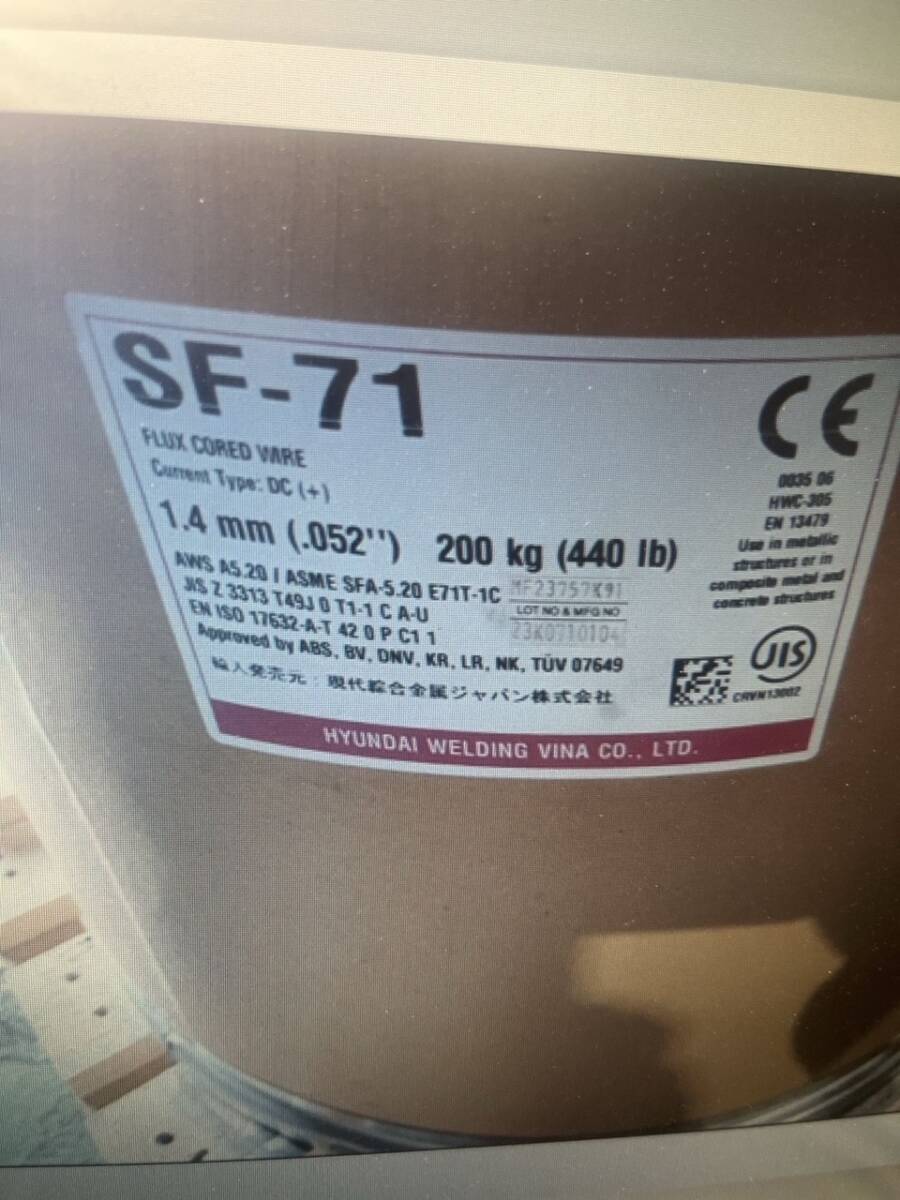 SF-71
FLUX CORED WIRE
Current Type: DC (+)
1.4 mm (.052") 200 kg (440 lb)
AWS A5.20 / ASME SFA-5.20 E71T-1C
JIS Z 3313 T49J 0 T1-1 C A-U
EN ISO 17632-A-T 42 0 P C1 1
Approved by ABS, BV, DNV, KR, LR, NK, TÜV 07649
輸入発売元 : 現代綜合金属ジャパン株式会社
MF23757K91
LOT NO & MFG NO
23K0710104
CE
0035 06
HWC-305
EN 13479
Use in metallic
structures or in
composite metal and
concrete structures
JIS
CRVN13002
HYUNDAI WELDING VINA CO., LTD.